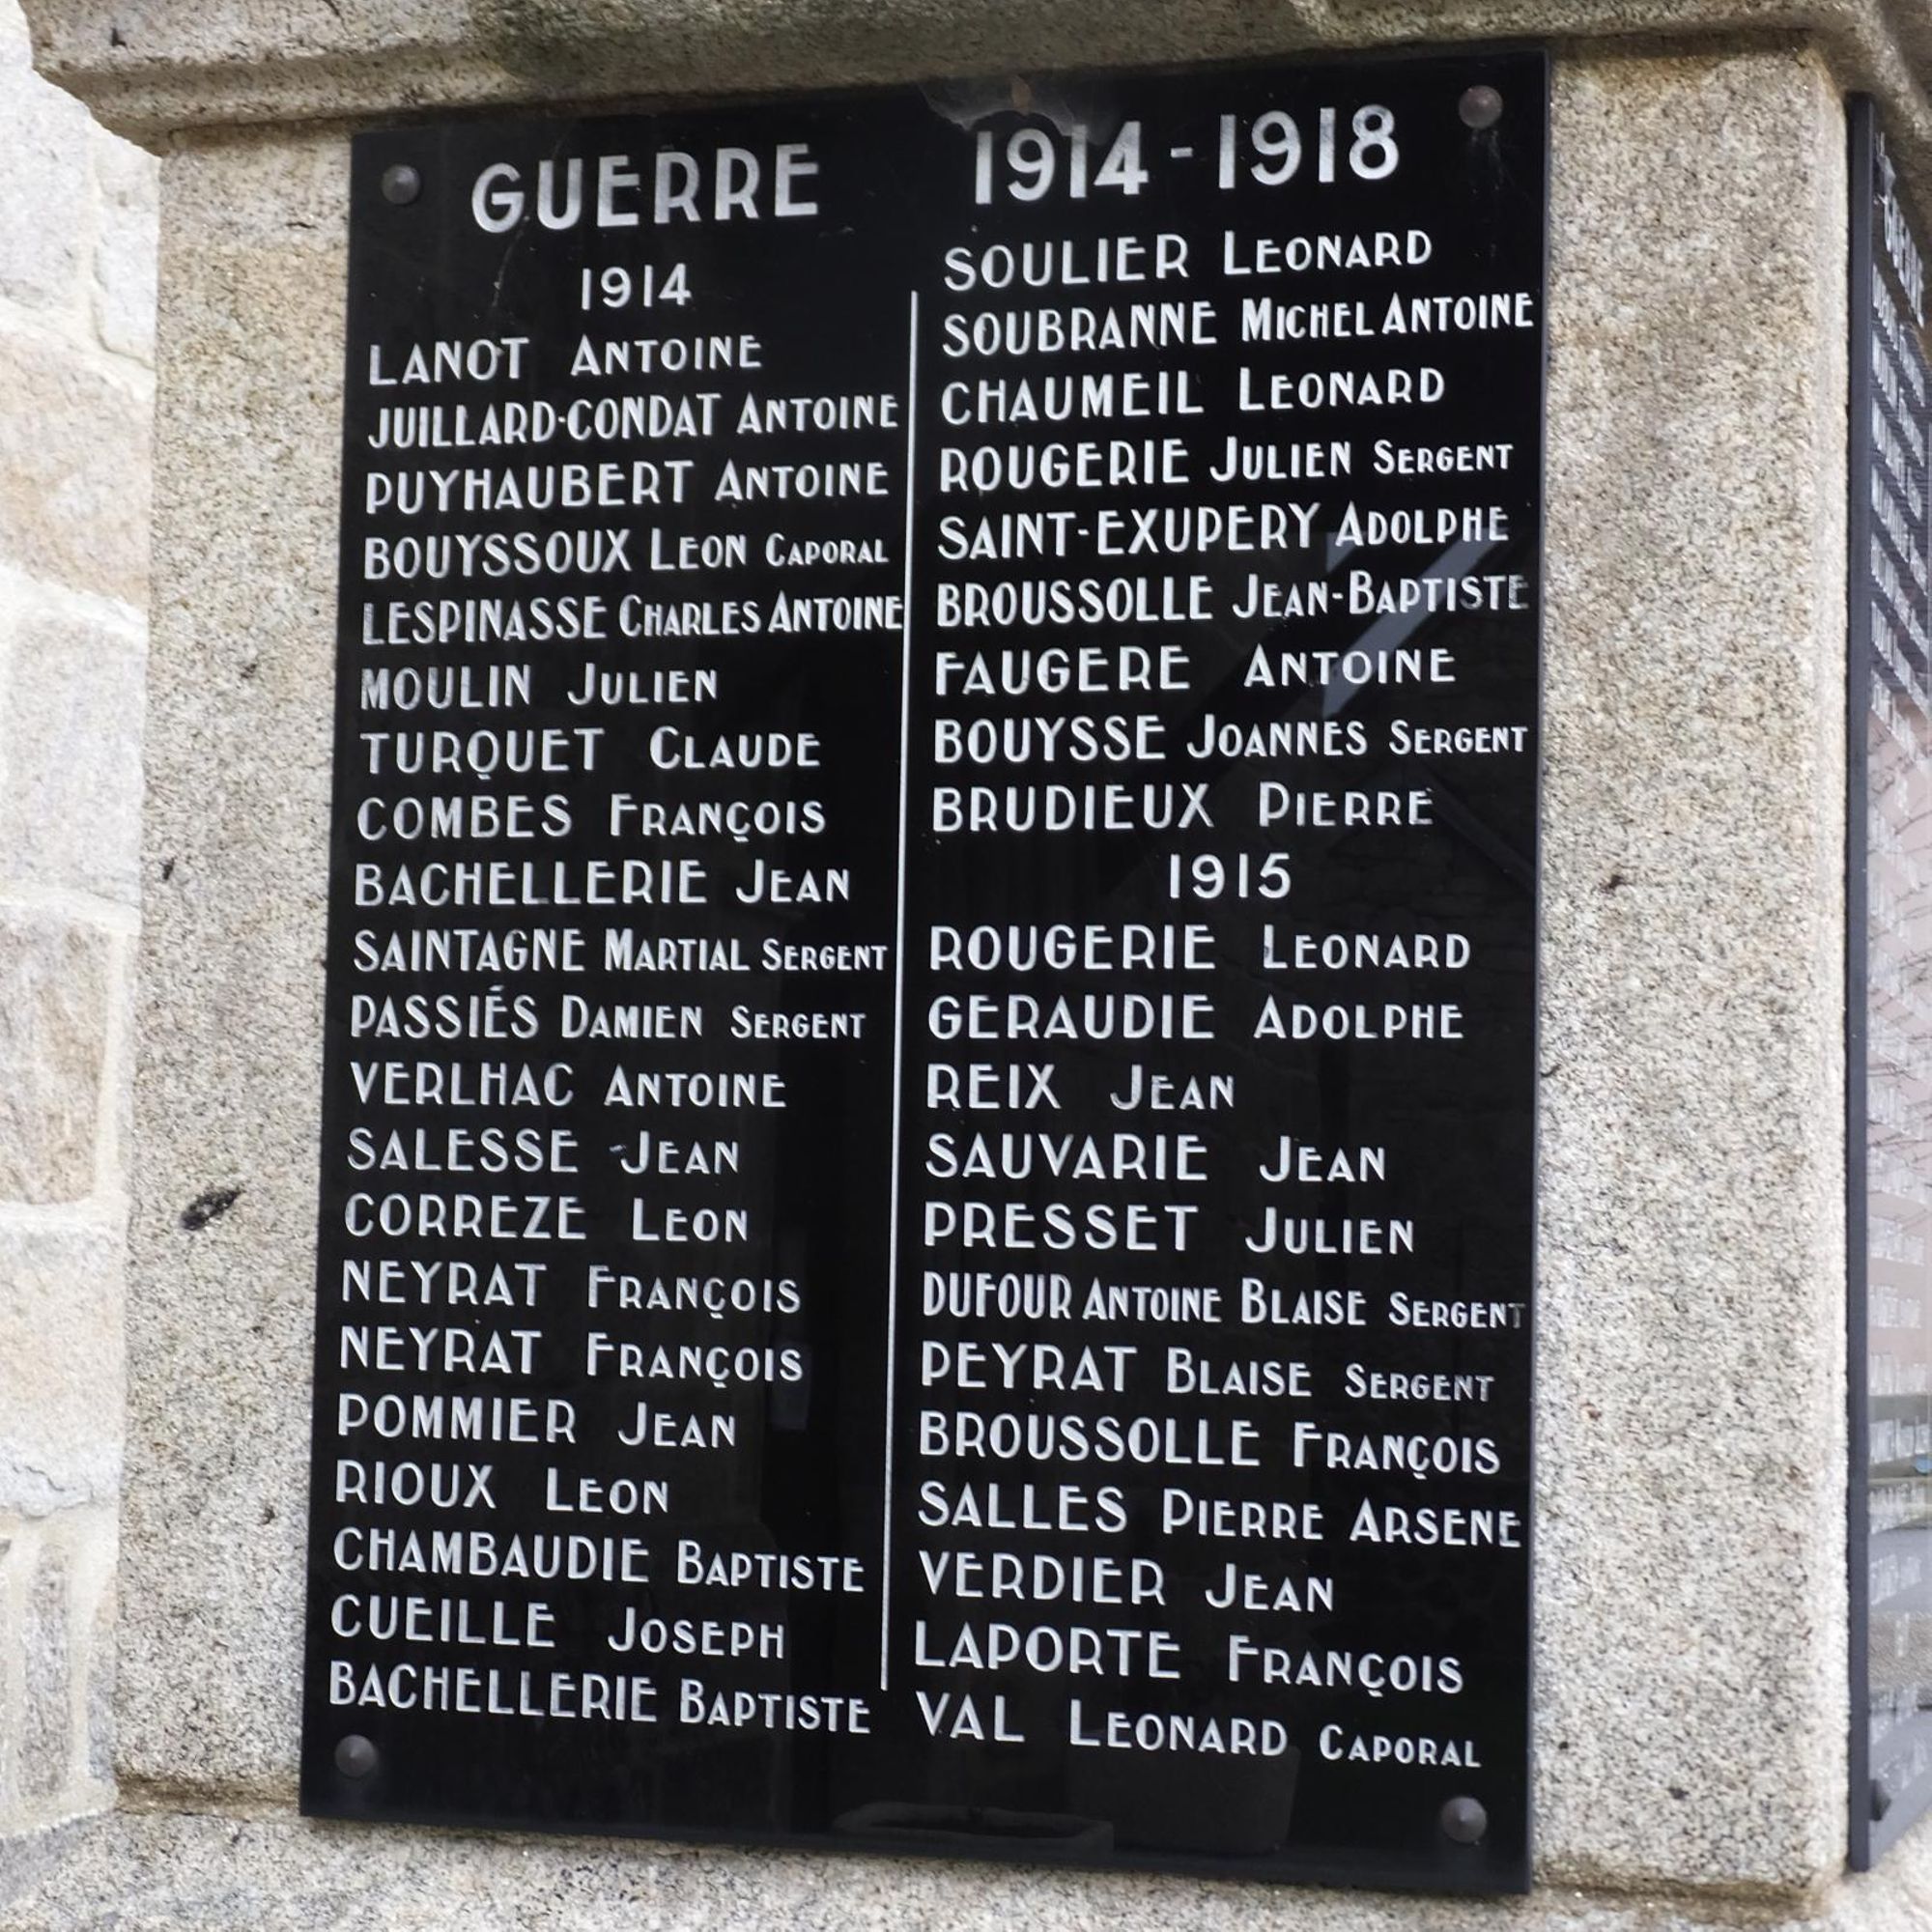 GUERRE 1914-1918
1914
LANOT ANTOINE
JUILLARD-CONDAT ANTOINE
PUYHAUBERT ANTOINE
BOUYSSOUX LEON CAPORAL
LESPINASSE CHARLES ANTOINE
MOULIN JULIEN
TURQUET CLAUDE
COMBES FRANÇOIS
BACHELLERIE JEAN
SAINTAGNE MARTIAL SERGENT
PASSIÉS DAMIEN SERGENT
VERLHAC ANTOINE
SALESSE JEAN
CORREZE LEON
NEYRAT FRANÇOIS
NEYRAT FRANÇOIS
POMMIER JEAN
RIOUX LEON
CHAMBAUDIE BAPTISTE
CUEILLE JOSEPH
BACHELLERIE BAPTISTE
SOULIER LEONARD
SOUBRANNE MICHEL ANTOINE
CHAUMEIL LEONARD
ROUGERIE JULIEN SERGENT
SAINT-EXUPERY ADOLPHE
BROUSSOLLE JEAN-BAPTISTE
FAUGERE ANTOINE
BOUYSSE JOANNES SERGENT
BRUDIEUX PIERRE
1915
ROUGERIE LEONARD
GERAUDIE ADOLPHE
REIX JEAN
SAUVARIE JEAN
PRESSET JULIEN
DUFOUR ANTOINE BLAISE SERGENT
PEYRAT BLAISE SERGENT
BROUSSOLLE FRANÇOIS
SALLES PIERRE ARSENE
VERDIER JEAN
LAPORTE FRANÇOIS
VAL LEONARD CAPORAL